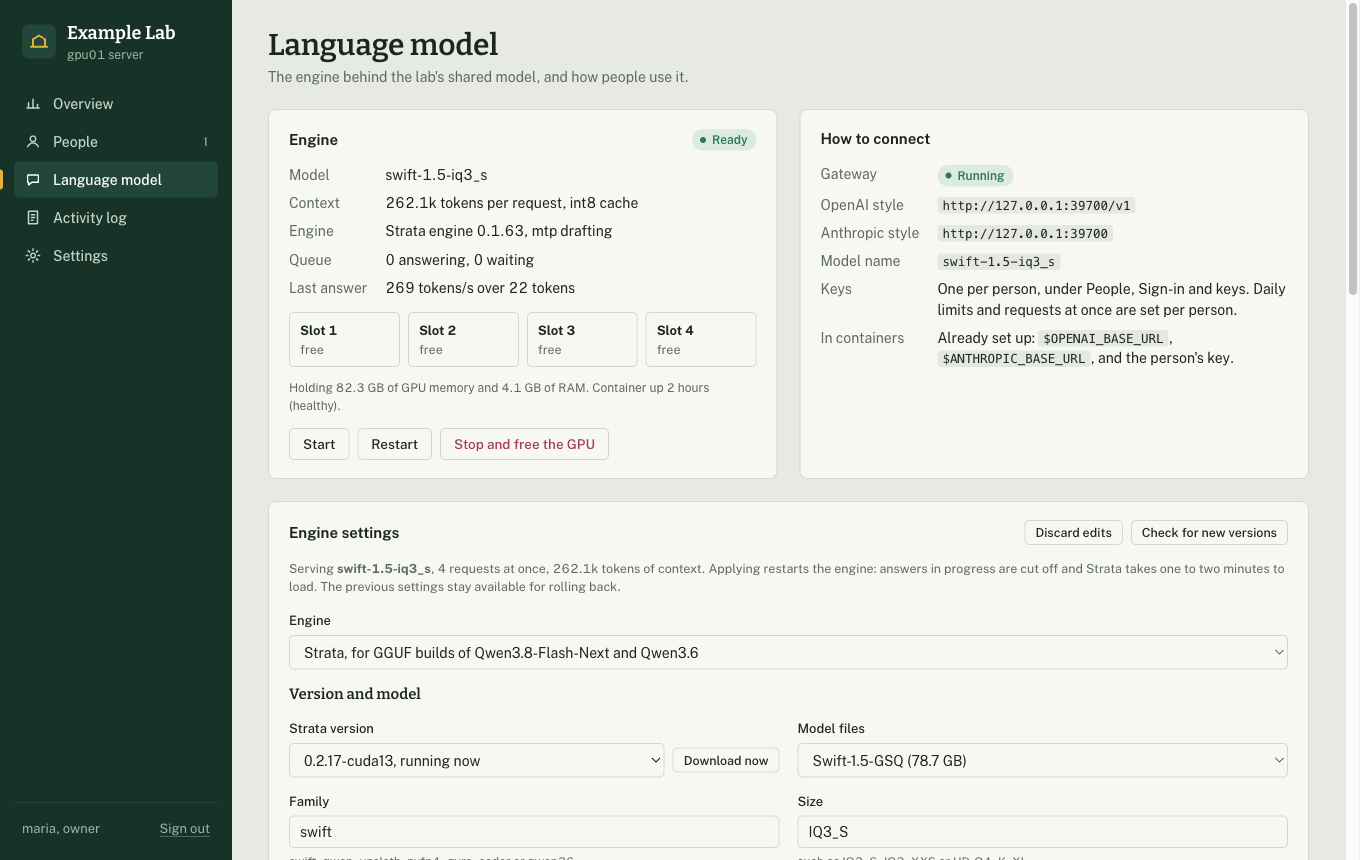 Example Lab
gpu01 server
Overview
People 1
Language model
Activity log
Settings
maria, owner Sign out
Language model
The engine behind the lab's shared model, and how people use it.
Engine Ready
Model swift-1.5-iq3_s
Context 262.1k tokens per request, int8 cache
Engine Strata engine 0.1.63, mtp drafting
Queue 0 answering, 0 waiting
Last answer 269 tokens/s over 22 tokens
Slot 1 Slot 2 Slot 3 Slot 4
free free free free
Holding 82.3 GB of GPU memory and 4.1 GB of RAM. Container up 2 hours
(healthy).
Start Restart Stop and free the GPU
How to connect
Gateway Running
OpenAI style http://127.0.0.1:39700/v1
Anthropic style http://127.0.0.1:39700
Model name swift-1.5-iq3_s
Keys One per person, under People, Sign-in and keys. Daily
limits and requests at once are set per person.
In containers Already set up: $OPENAI_BASE_URL,
$ANTHROPIC_BASE_URL, and the person's key.
Engine settings Discard edits Check for new versions
Serving swift-1.5-iq3_s, 4 requests at once, 262.1k tokens of context. Applying restarts the engine: answers in progress are cut off and Strata takes one to two minutes to
load. The previous settings stay available for rolling back.
Engine
Strata, for GGUF builds of Qwen3.8-Flash-Next and Qwen3.6
Version and model
Strata version Model files
0.2.17-cuda13, running now Download now Swift-1.5-GSQ (78.7 GB)
Family Size
swift IQ3_S